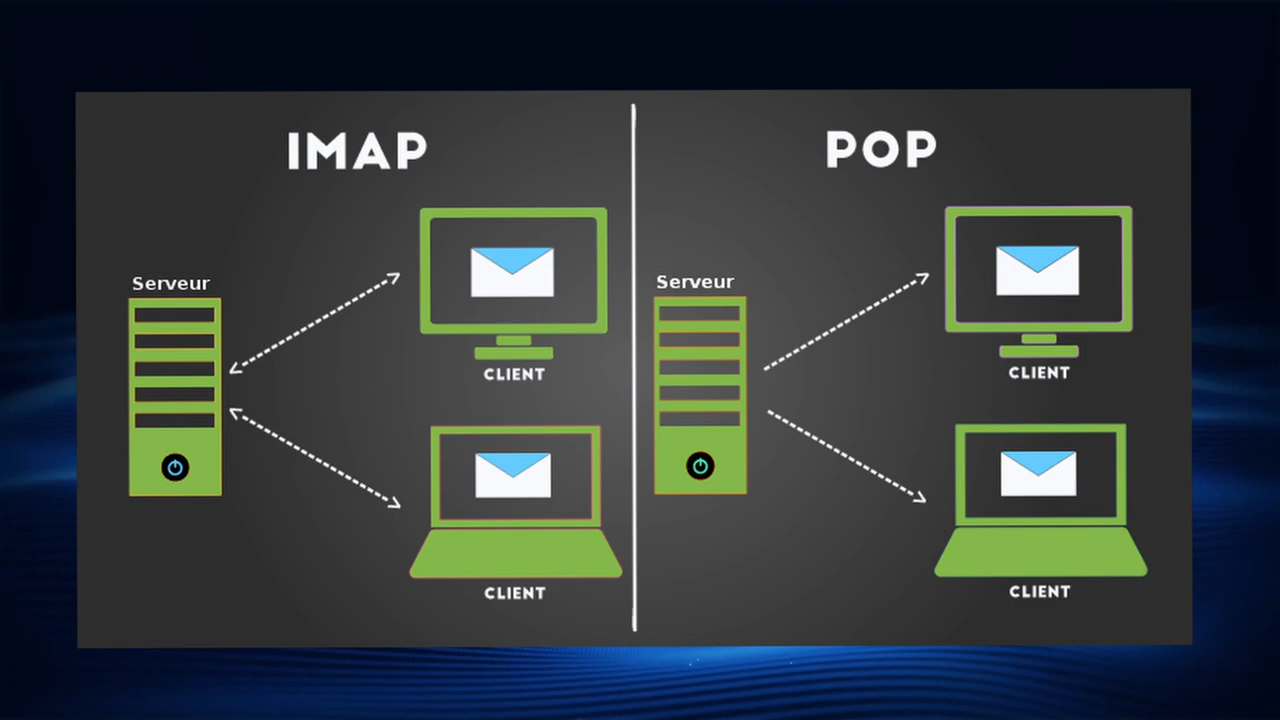 IMAP
Serveur
CLIENT
CLIENT
POP
Serveur
CLIENT
CLIENT